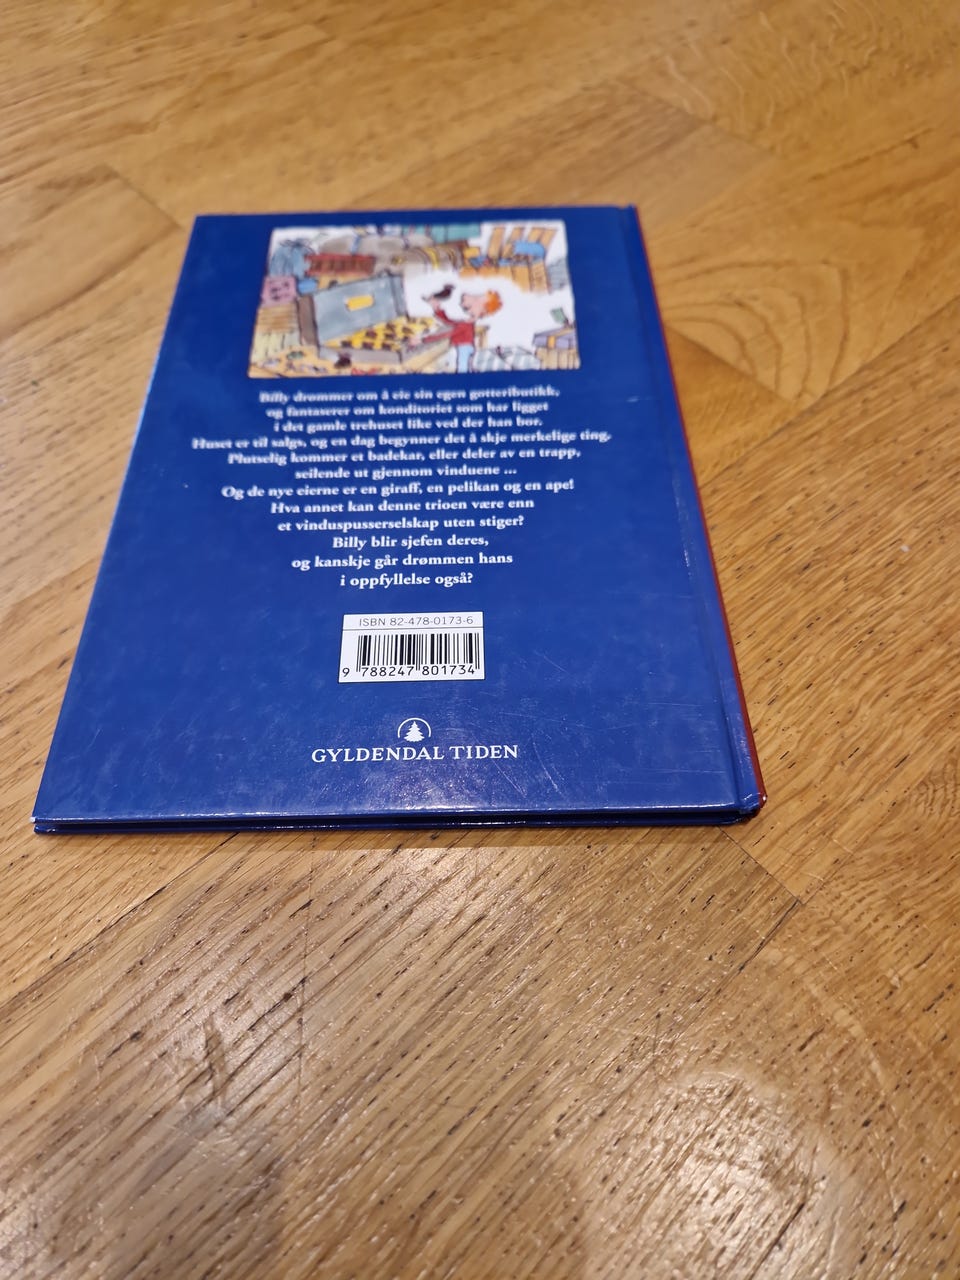 Billy drømmer om å eie sin egen gotteributikk,
og fantaserer om konditoriet som har ligget
i det gamle trehuset like ved der han bor.
Huset er til salgs, og en dag begynner det å skje merkelige ting.
Plutselig kommer et badekar, eller deler av en trapp,
seilende ut gjennom vinduene ...
Og de nye eierne er en giraff, en pelikan og en ape!
Hva annet kan denne trioen være enn
et vinduspusserselskap uten stiger?
Billy blir sjefen deres,
og kanskje går drømmen hans
i oppfyllelse også?
ISBN 82-478-0173-6
9 788247 801734
GYLDENDAL TIDEN